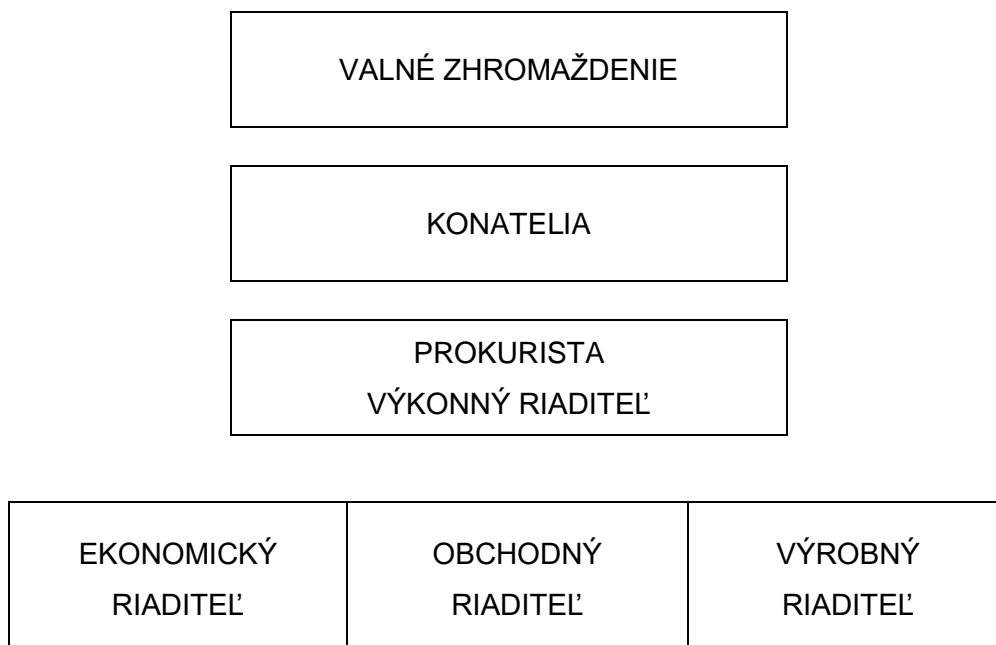 VALNÉ ZHROMAŽDENIE
KONATELIA
PROKURISTA
VÝKONNÝ RIADITEĽ
EKONOMICKÝ
RIADITEĽ
OBCHODNÝ
RIADITEĽ
VÝROBNÝ
RIADITEĽ